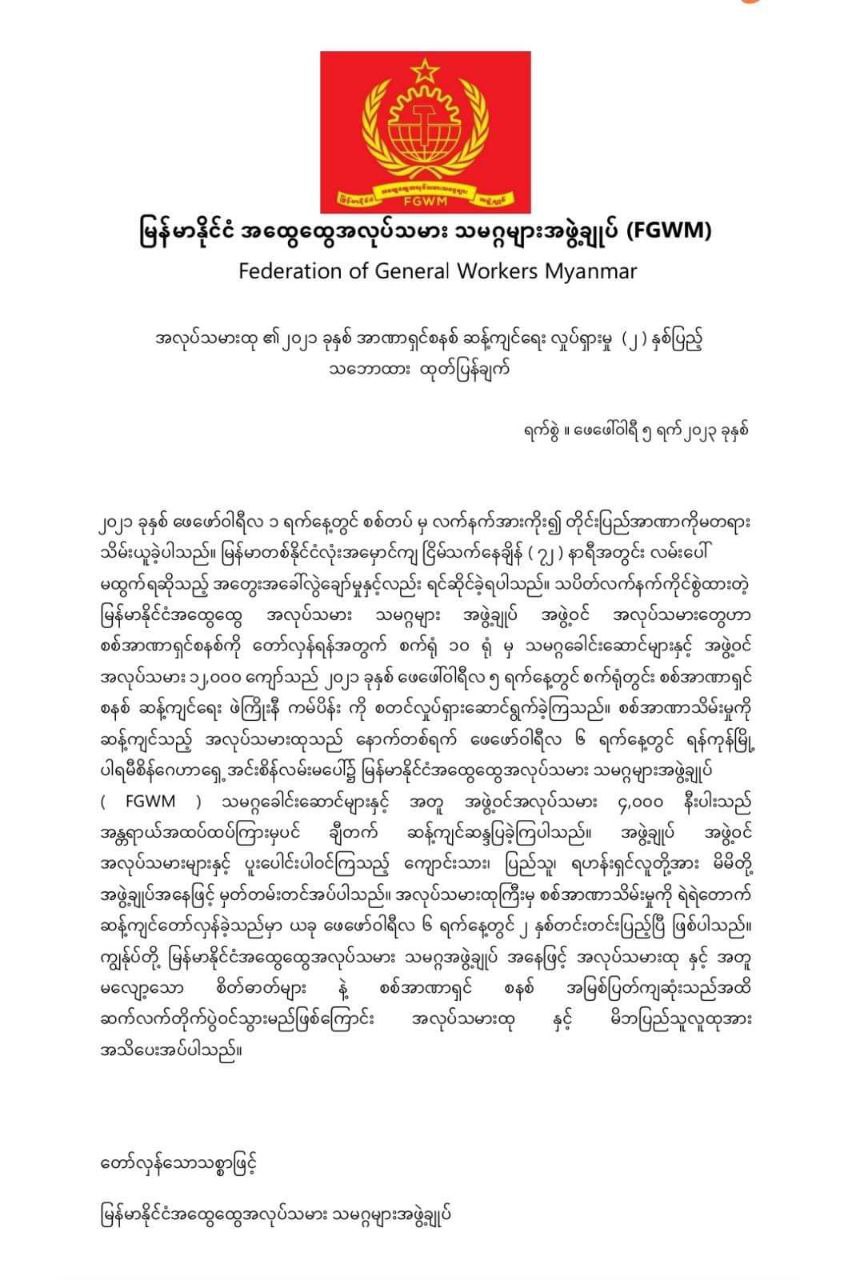 FGWM
မြန်မာနိုင်ငံ အထွေထွေအလုပ်သမား သမဂ္ဂများအဖွဲ့ချုပ် (FGWM)
Federation of General Workers Myanmar
အလုပ်သမားထု ၏ ၂၀၂၁ ခုနှစ် အာဏာရှင်စနစ် ဆန့်ကျင်ရေး လှုပ်ရှားမှု (၂) နှစ်ပြည့်
သဘောထား ထုတ်ပြန်ချက်
ရက်စွဲ ။ ဖေဖေါ်ဝါရီ ၅ ရက် ၂၀၂၃ ခုနှစ်
၂၀၂၁ ခုနှစ် ဖေဖော်ဝါရီလ ၁ ရက်နေ့တွင် စစ်တပ် မှ လက်နက်အားကိုး၍ တိုင်းပြည်အာဏာကိုမတရား
သိမ်းယူခဲ့ပါသည်။ မြန်မာတစ်နိုင်ငံလုံးအမှောင်ကျ ငြိမ်သက်နေချိန် ( ၇၂ ) နာရီအတွင်း လမ်းပေါ်
မထွက်ရဆိုသည့် အတွေးအခေါ်လွဲချော်မှုနှင့်လည်း ရင်ဆိုင်ခဲ့ရပါသည်။ သပိတ်လက်နက်ကိုင်စွဲထားတဲ့
မြန်မာနိုင်ငံအထွေထွေ အလုပ်သမား သမဂ္ဂများ အဖွဲ့ချုပ် အဖွဲ့ဝင် အလုပ်သမားတွေဟာ
စစ်အာဏာရှင်စနစ်ကို တော်လှန်ရန်အတွက် စက်ရုံ ၁၀ ရုံ မှ သမဂ္ဂခေါင်းဆောင်များနှင့် အဖွဲ့ဝင်
အလုပ်သမား ၁၂,၀၀၀ ကျော်သည် ၂၀၂၁ ခုနှစ် ဖေဖေါ်ဝါရီလ ၅ ရက်နေ့တွင် စက်ရုံတွင်း စစ်အာဏာရှင်
စနစ် ဆန့်ကျင်ရေး ဖဲကြိုးနီ ကမ်ပိန်း ကို စတင်လှုပ်ရှားဆောင်ရွက်ခဲ့ကြသည်။ စစ်အာဏာသိမ်းမှုကို
ဆန့်ကျင်သည့် အလုပ်သမားထုသည် နောက်တစ်ရက် ဖေဖော်ဝါရီလ ၆ ရက်နေ့တွင် ရန်ကုန်မြို့
ပါရမီစိန်ဂေဟာရှေ့ အင်းစိန်လမ်းမပေါ်၌ မြန်မာနိုင်ငံအထွေထွေအလုပ်သမား သမဂ္ဂများအဖွဲ့ချုပ်
( FGWM ) သမဂ္ဂခေါင်းဆောင်များနှင့် အတူ အဖွဲ့ဝင်အလုပ်သမား ၄,၀၀၀ နီးပါးသည်
အန္တရာယ်အထပ်ထပ်ကြားမှပင် ချီတက် ဆန့်ကျင်ဆန္ဒပြခဲ့ကြပါသည်။ အဖွဲ့ချုပ် အဖွဲ့ဝင်
အလုပ်သမားများနှင့် ပူးပေါင်းပါဝင်ကြသည့် ကျောင်းသား၊ ပြည်သူ၊ ရဟန်းရှင်လူတို့အား မိမိတို့
အဖွဲ့ချုပ်အနေဖြင့် မှတ်တမ်းတင်အပ်ပါသည်။ အလုပ်သမားထုကြီးမှ စစ်အာဏာသိမ်းမှုကို ရဲရဲတောက်
ဆန့်ကျင်တော်လှန်ခဲ့သည်မှာ ယခု ဖေဖော်ဝါရီလ ၆ ရက်နေ့တွင် ၂ နှစ်တင်းတင်းပြည့်ပြီ ဖြစ်ပါသည်။
ကျွန်ုပ်တို့ မြန်မာနိုင်ငံအထွေထွေအလုပ်သမား သမဂ္ဂအဖွဲ့ချုပ် အနေဖြင့် အလုပ်သမားထု နှင့် အတူ
မလျော့သော စိတ်ဓာတ်များ နဲ့ စစ်အာဏာရှင် စနစ် အမြစ်ပြတ်ကျဆုံးသည်အထိ
ဆက်လက်တိုက်ပွဲဝင်သွားမည်ဖြစ်ကြောင်း အလုပ်သမားထု နှင့် မိဘပြည်သူလူထုအား
အသိပေးအပ်ပါသည်။
တော်လှန်သောသစ္စာဖြင့်
မြန်မာနိုင်ငံအထွေထွေအလုပ်သမား သမဂ္ဂများအဖွဲ့ချုပ်